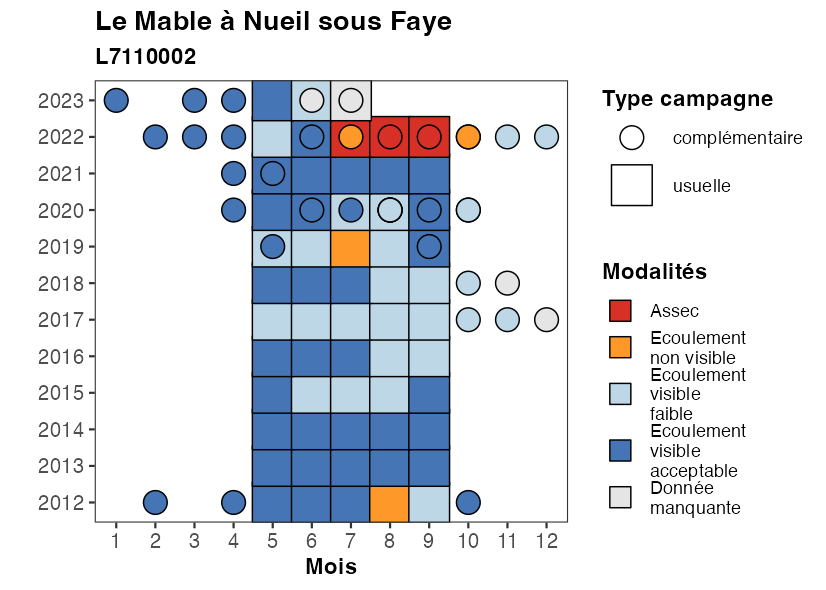 Le Mable à Nueil sous Faye
L7110002
2023
2022
2021
2020
2019
2018
2017
2016
2015
2014
2013
2012
1 2 3 4 5 6 7 8 9 10 11 12
Mois
Type campagne
complémentaire
usuelle
Modalités
Assec
Ecoulement
non visible
Ecoulement
visible
faible
Ecoulement
visible
acceptable
Donnée
manquante